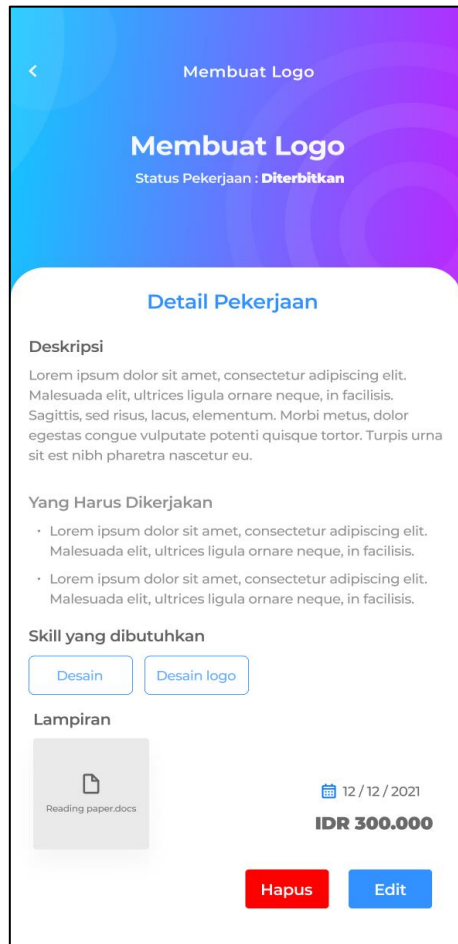 Membuat Logo
Membuat Logo
Status Pekerjaan : Diterbitkan
Detail Pekerjaan
Deskripsi
Lorem ipsum dolor sit amet, consectetur adipiscing elit.
Malesuada elit, ultrices ligula ornare neque, in facilisis.
Sagittis, sed risus, lacus, elementum. Morbi metus, dolor
egestas congue vulputate potenti quisque tortor. Turpis urna
sit est nibh pharetra nascetur eu.
Yang Harus Dikerjakan
• Lorem ipsum dolor sit amet, consectetur adipiscing elit.
Malesuada elit, ultrices ligula ornare neque, in facilisis.
• Lorem ipsum dolor sit amet, consectetur adipiscing elit.
Malesuada elit, ultrices ligula ornare neque, in facilisis.
Skill yang dibutuhkan
Desain
Desain logo
Lampiran
Reading paper.docs
12 / 12 / 2021
IDR 300.000
Hapus
Edit